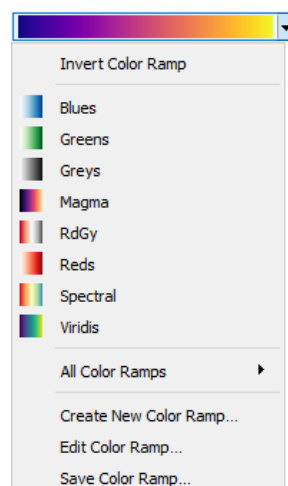 Invert Color Ramp
Blues
Greens
Greys
Magma
RdGy
Reds
Spectral
Viridis
All Color Ramps
Create New Color Ramp...
Edit Color Ramp...
Save Color Ramp...